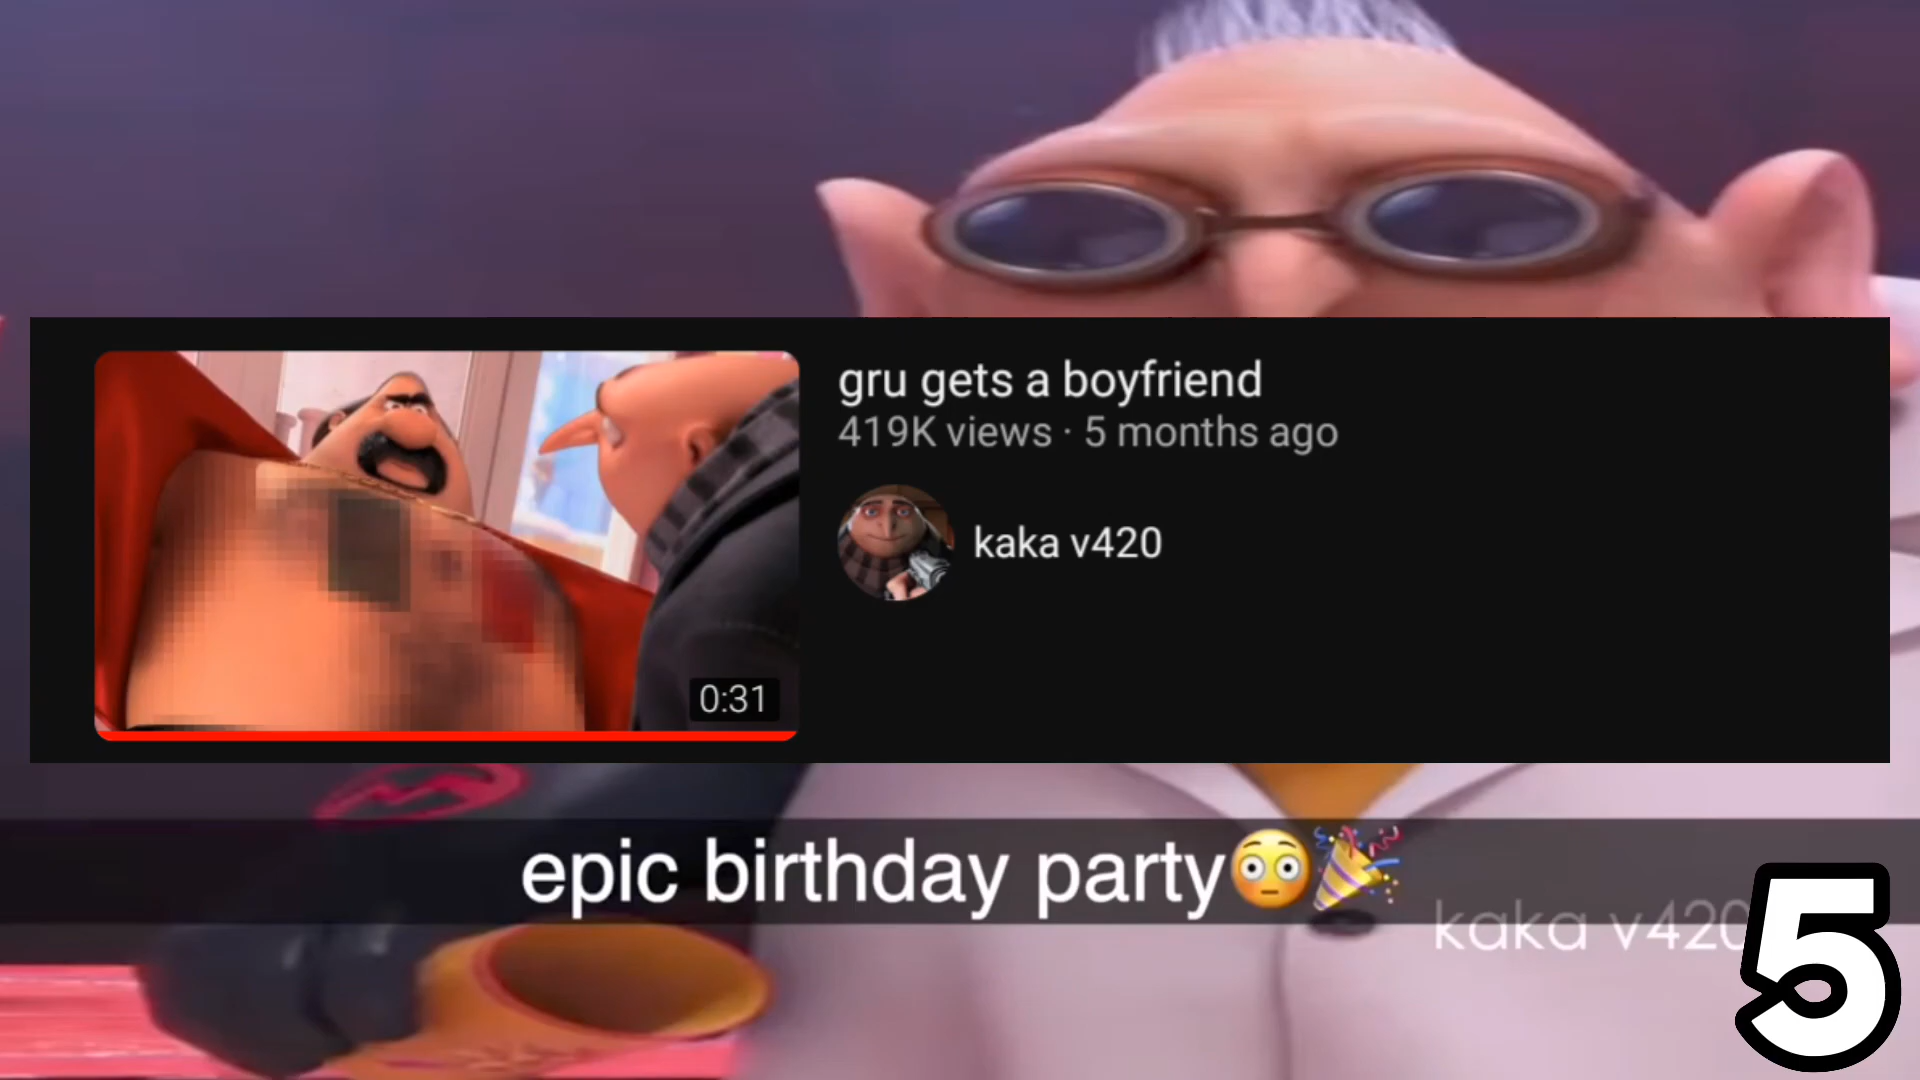 gru gets a boyfriend
419K views · 5 months ago
kaka v420
0:31
epic birthday party😳🎉
kaka v420
5